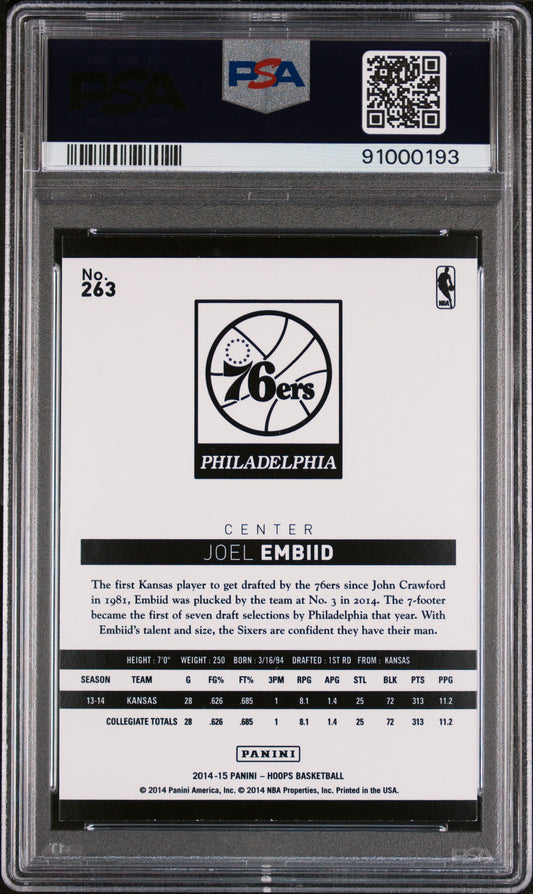 PSA
PSA
91000193
No.
263
NBA
76ers
PHILADELPHIA
CENTER
JOEL EMBIID
The first Kansas player to get drafted by the 76ers since John Crawford
in 1981, Embiid was plucked by the team at No. 3 in 2014. The 7-footer
became the first of seven draft selections by Philadelphia that year. With
Embiid's talent and size, the Sixers are confident they have their man.
HEIGHT : 7'0" WEIGHT : 250 BORN : 3/16/94 DRAFTED : 1ST RD FROM : KANSAS
SEASON TEAM G FG% FT% 3PM RPG APG STL BLK PTS PPG
13-14 KANSAS 28 .626 .685 1 8.1 1.4 25 72 313 11.2
COLLEGIATE TOTALS 28 .626 .685 1 8.1 1.4 25 72 313 11.2
PANINI
2014-15 PANINI – HOOPS BASKETBALL
© 2014 Panini America, Inc. © 2014 NBA Properties, Inc. Printed in the USA.
PSA